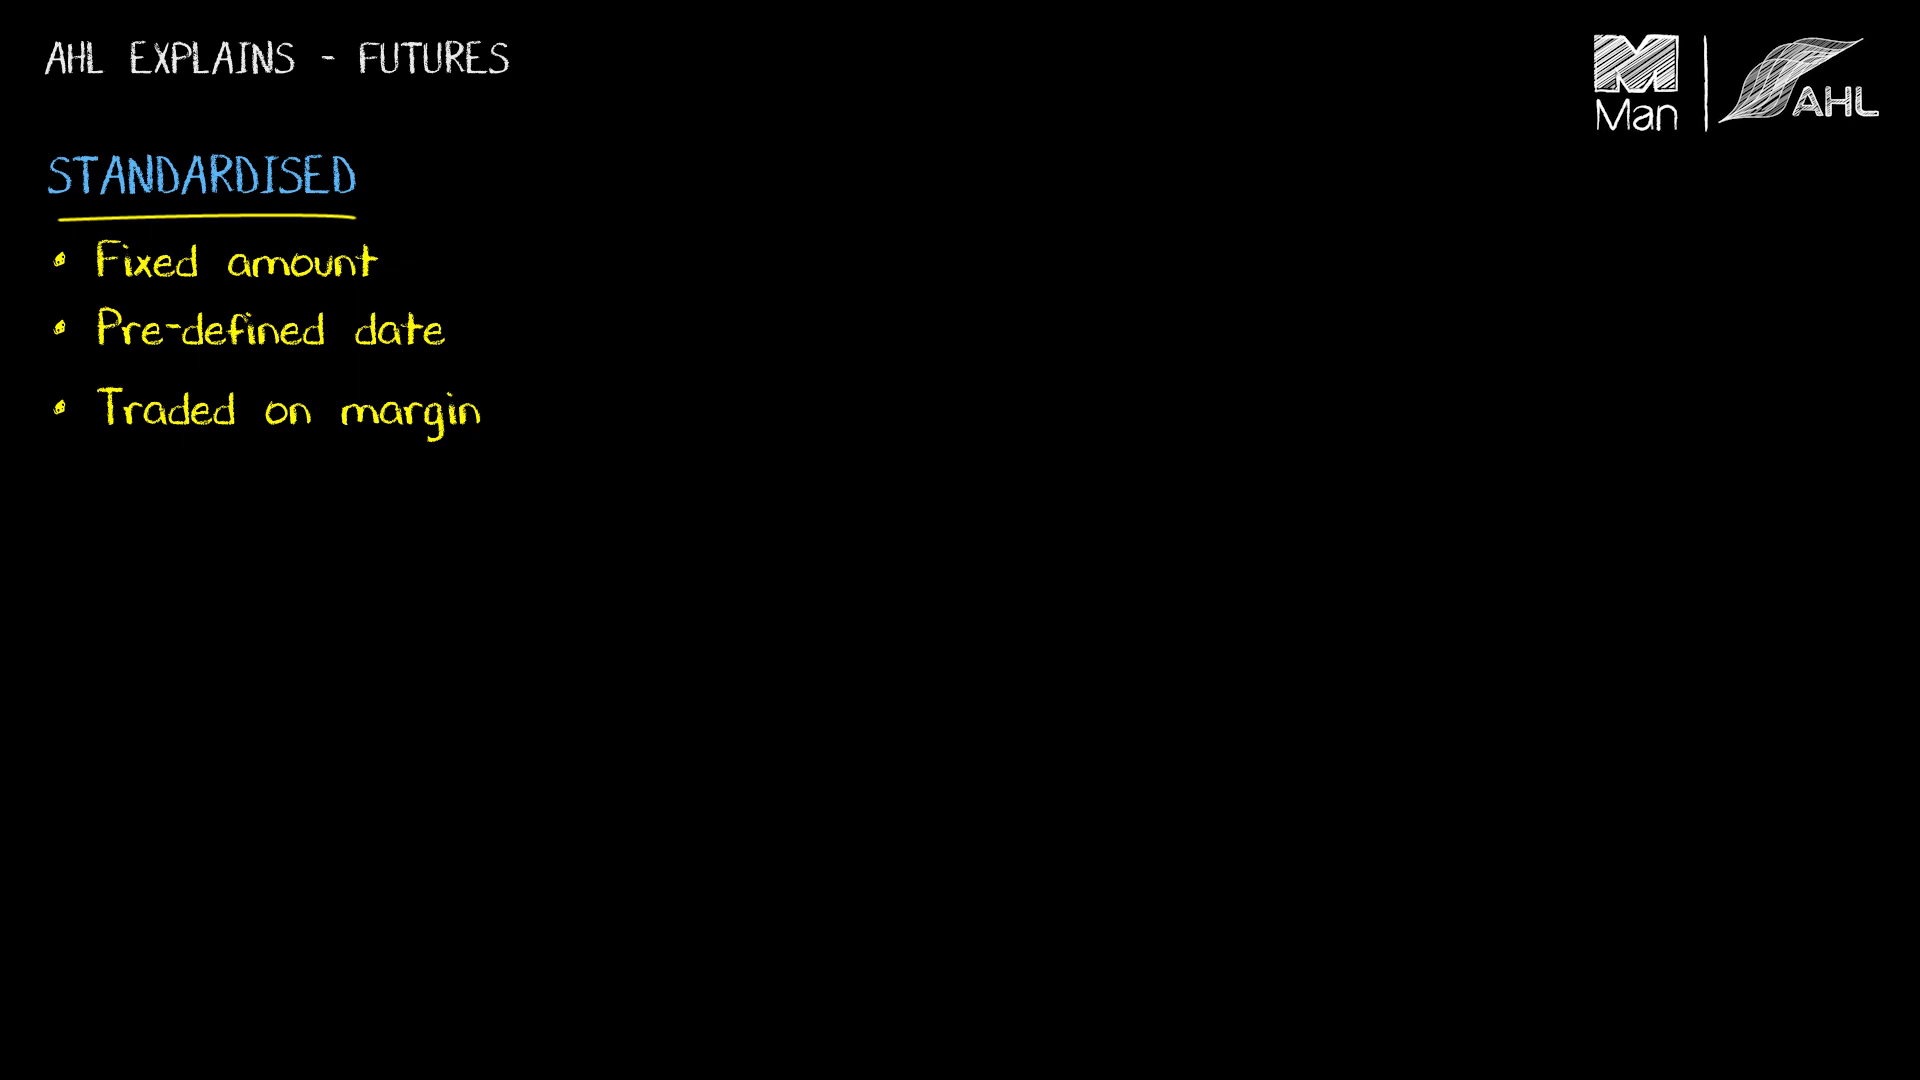 AHL EXPLAINS - FUTURES
Man
AHL
STANDARDISED
• Fixed amount
• Pre-defined date
• Traded on margin